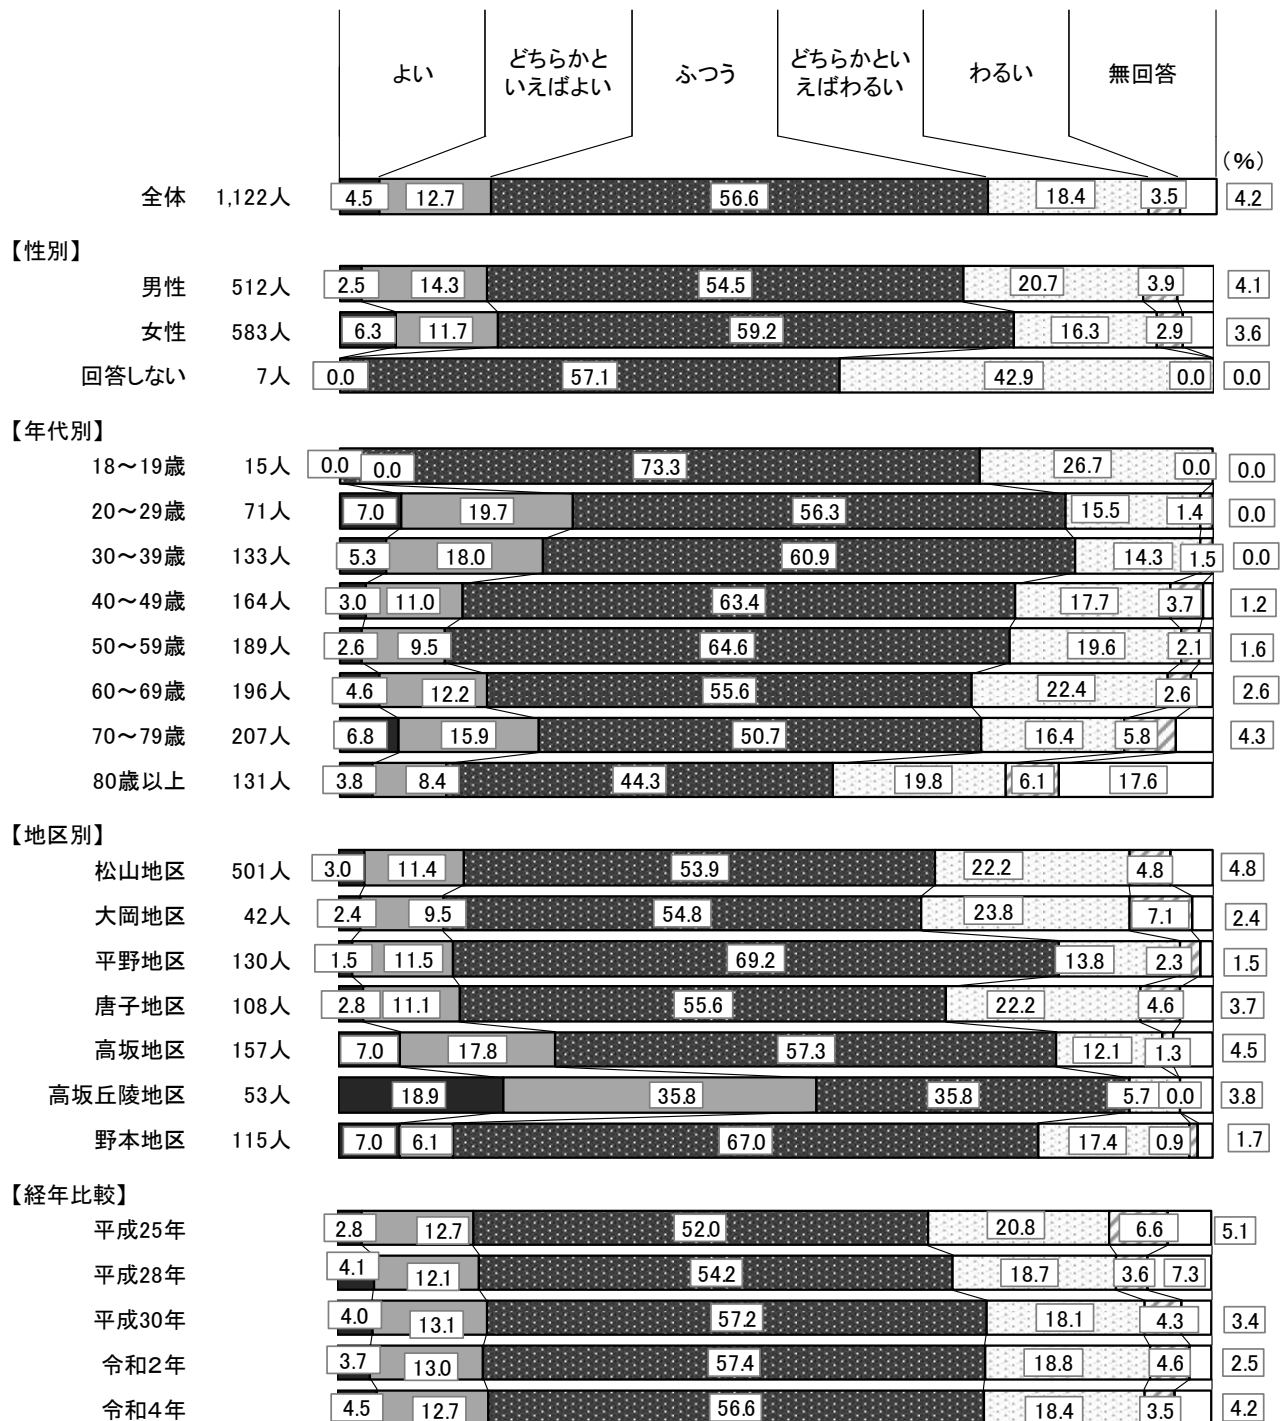 よい
どちらかと
いえばよい
ふつう
どちらかとい
えばわるい
わるい
無回答
(%)
全体 1,122人 4.5 12.7 56.6 18.4 3.5 4.2
【性別】
男性 512人 2.5 14.3 54.5 20.7 3.9 4.1
女性 583人 6.3 11.7 59.2 16.3 2.9 3.6
回答しない 7人 0.0 57.1 42.9 0.0 0.0
【年代別】
18～19歳 15人 0.0 0.0 73.3 26.7 0.0 0.0
20～29歳 71人 7.0 19.7 56.3 15.5 1.4 0.0
30～39歳 133人 5.3 18.0 60.9 14.3 1.5 0.0
40～49歳 164人 3.0 11.0 63.4 17.7 3.7 1.2
50～59歳 189人 2.6 9.5 64.6 19.6 2.1 1.6
60～69歳 196人 4.6 12.2 55.6 22.4 2.6 2.6
70～79歳 207人 6.8 15.9 50.7 16.4 5.8 4.3
80歳以上 131人 3.8 8.4 44.3 19.8 6.1 17.6
【地区別】
松山地区 501人 3.0 11.4 53.9 22.2 4.8 4.8
大岡地区 42人 2.4 9.5 54.8 23.8 7.1 2.4
平野地区 130人 1.5 11.5 69.2 13.8 2.3 1.5
唐子地区 108人 2.8 11.1 55.6 22.2 4.6 3.7
高坂地区 157人 7.0 17.8 57.3 12.1 1.3 4.5
高坂丘陵地区 53人 18.9 35.8 35.8 5.7 0.0 3.8
野本地区 115人 7.0 6.1 67.0 17.4 0.9 1.7
【経年比較】
平成25年 2.8 12.7 52.0 20.8 6.6 5.1
平成28年 4.1 12.1 54.2 18.7 3.6 7.3
平成30年 4.0 13.1 57.2 18.1 4.3 3.4
令和2年 3.7 13.0 57.4 18.8 4.6 2.5
令和4年 4.5 12.7 56.6 18.4 3.5 4.2